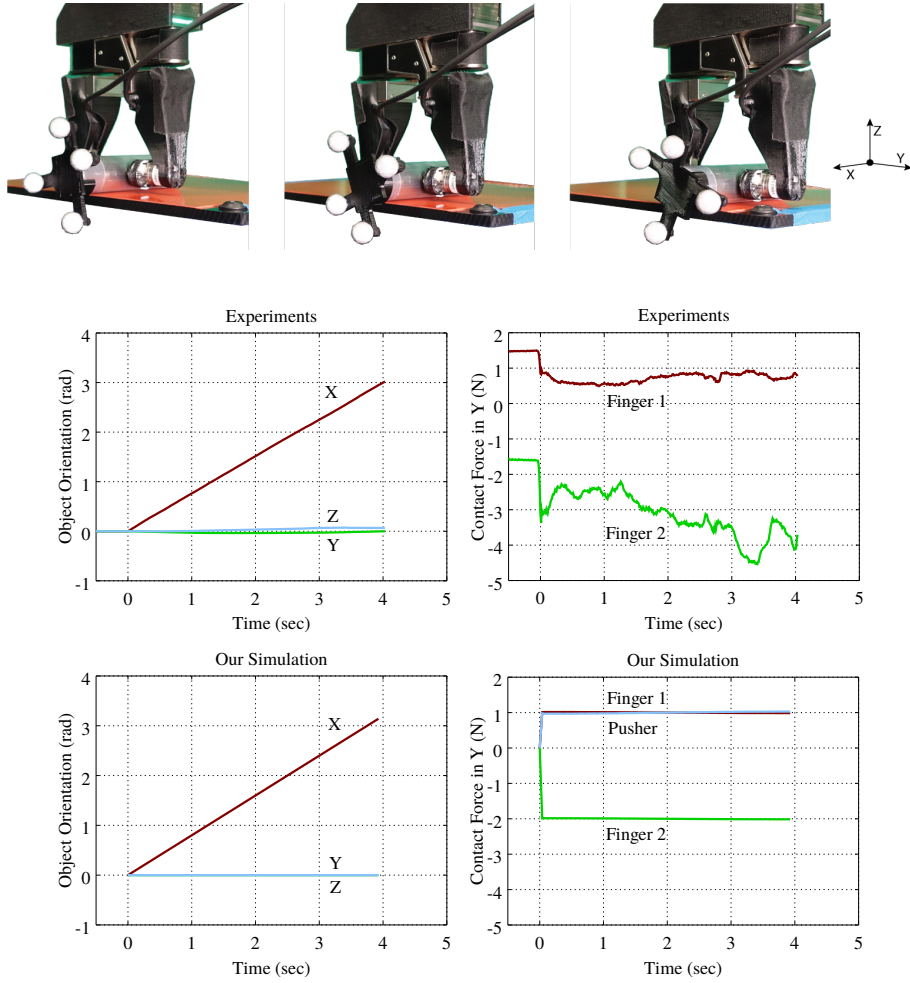 Z
Y
X
Experiments
Object Orientation (rad)
4
3
2
1
0
-1
X
Z
Y
0 1 2 3 4 5
Time (sec)
Experiments
Contact Force in Y (N)
2
1
0
-1
-2
-3
-4
-5
Finger 1
Finger 2
0 1 2 3 4 5
Time (sec)
Our Simulation
Object Orientation (rad)
4
3
2
1
0
-1
X
Y
Z
0 1 2 3 4 5
Time (sec)
Our Simulation
Contact Force in Y (N)
2
1
0
-1
-2
-3
-4
-5
Finger 1
Pusher
Finger 2
0 1 2 3 4 5
Time (sec)